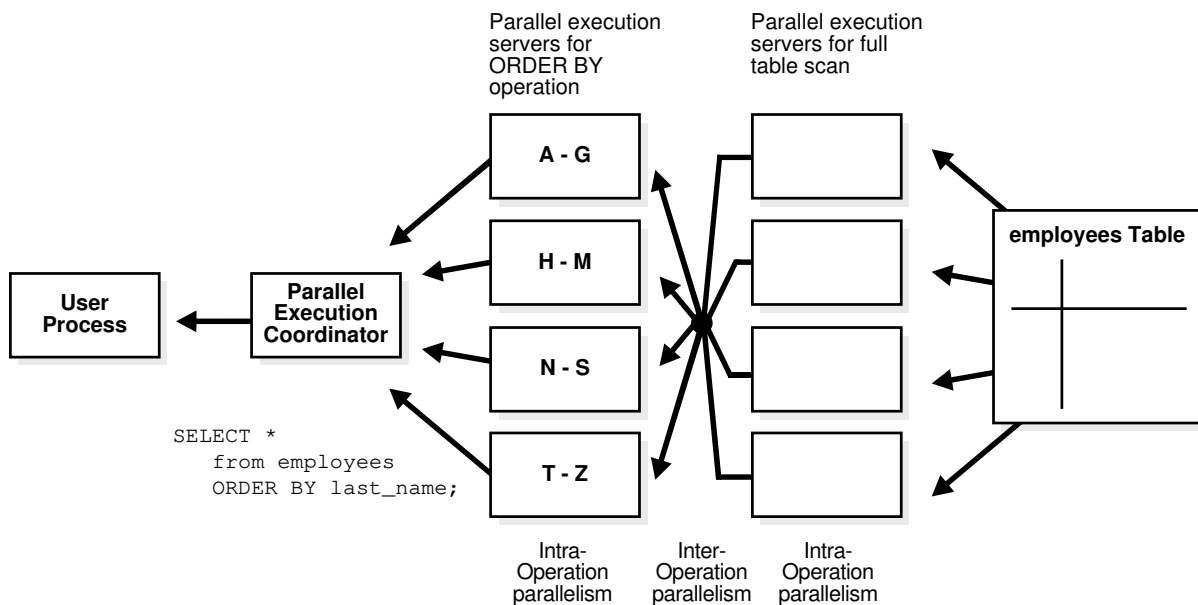 Parallel execution
servers for
ORDER BY
operation
Parallel execution
servers for full
table scan
A - G
H - M
N - S
T - Z
employees Table
User
Process
Parallel
Execution
Coordinator
SELECT *
from employees
ORDER BY last_name;
Intra-
Operation
parallelism
Inter-
Operation
parallelism
Intra-
Operation
parallelism